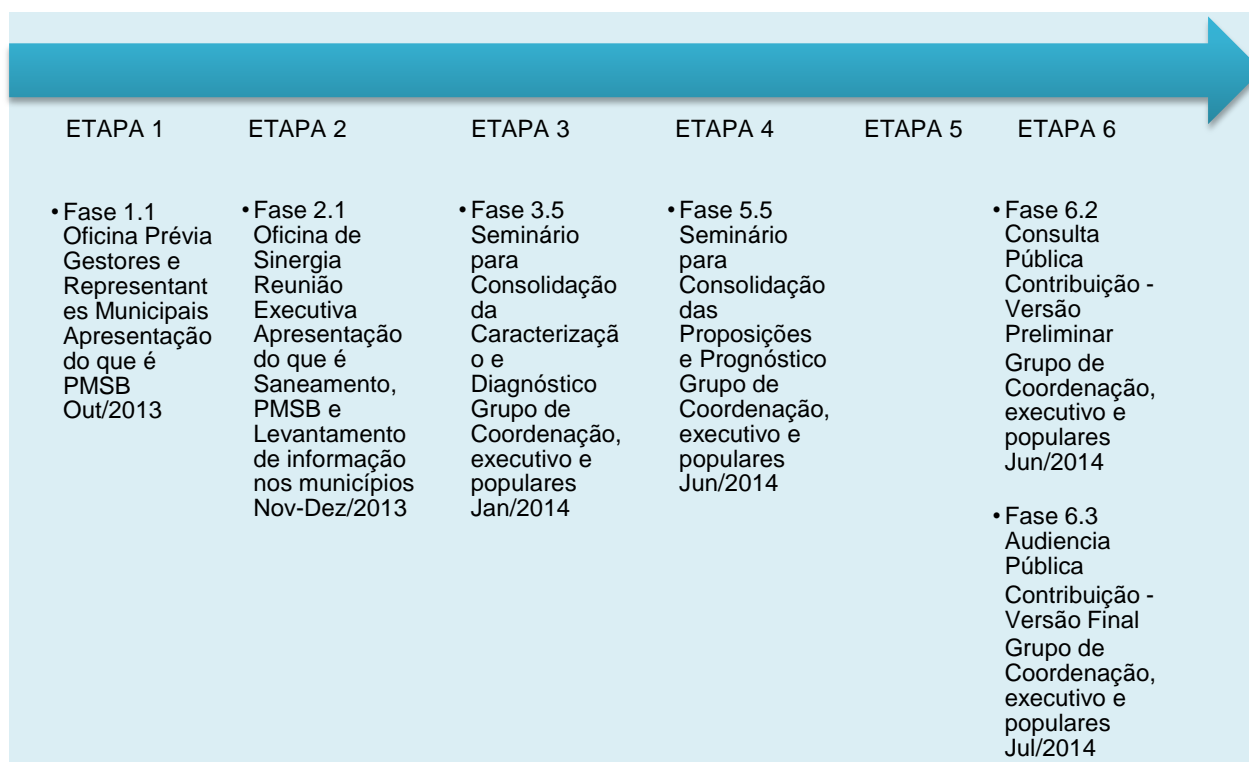 ETAPA 1
ETAPA 2
ETAPA 3
ETAPA 4
ETAPA 5
ETAPA 6
• Fase 1.1
Oficina Prévia
Gestores e
Representant
es Municipais
Apresentação
do que é
PMSB
Out/2013
• Fase 2.1
Oficina de
Sinergia
Reunião
Executiva
Apresentação
do que é
Saneamento,
PMSB e
Levantamento
de informação
nos municípios
Nov-Dez/2013
• Fase 3.5
Seminário
para
Consolidação
da
Caracterizaçã
o e
Diagnóstico
Grupo de
Coordenação,
executivo e
populares
Jan/2014
• Fase 5.5
Seminário
para
Consolidação
das
Proposições
e Prognóstico
Grupo de
Coordenação,
executivo e
populares
Jun/2014
• Fase 6.2
Consulta
Pública
Contribuição -
Versão
Preliminar
Grupo de
Coordenação,
executivo e
populares
Jun/2014
• Fase 6.3
Audiencia
Pública
Contribuição -
Versão Final
Grupo de
Coordenação,
executivo e
populares
Jul/2014